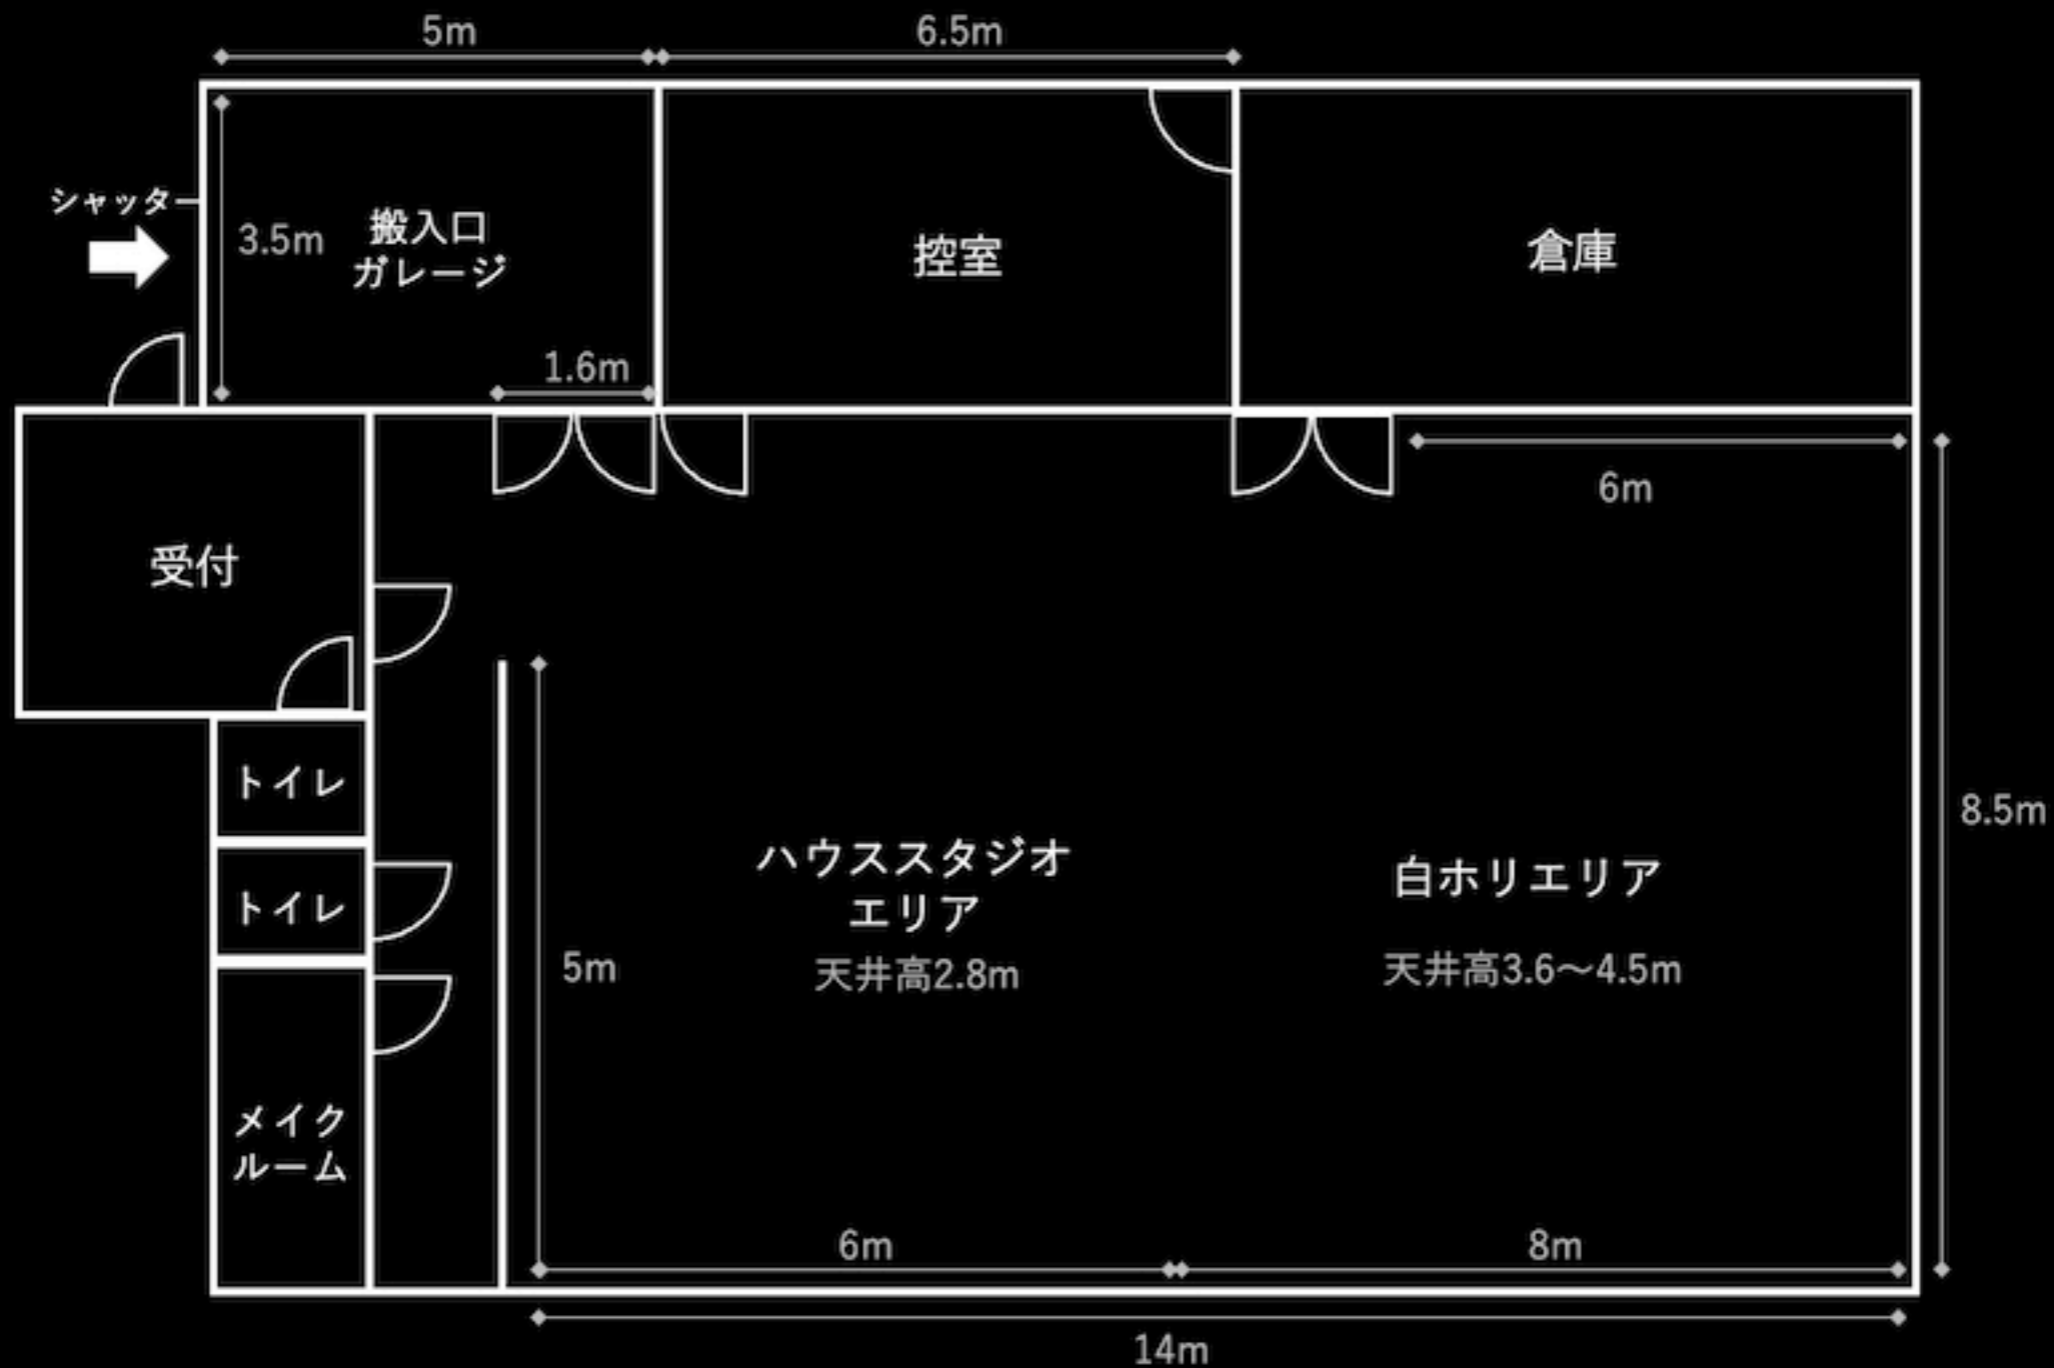 5m
6.5m
シャッター
3.5m
搬入口
ガレージ
控室
倉庫
1.6m
6m
受付
トイレ
トイレ
メイク
ルーム
5m
ハウススタジオ
エリア
天井高2.8m
白ホリエリア
天井高3.6〜4.5m
8.5m
6m
8m
14m